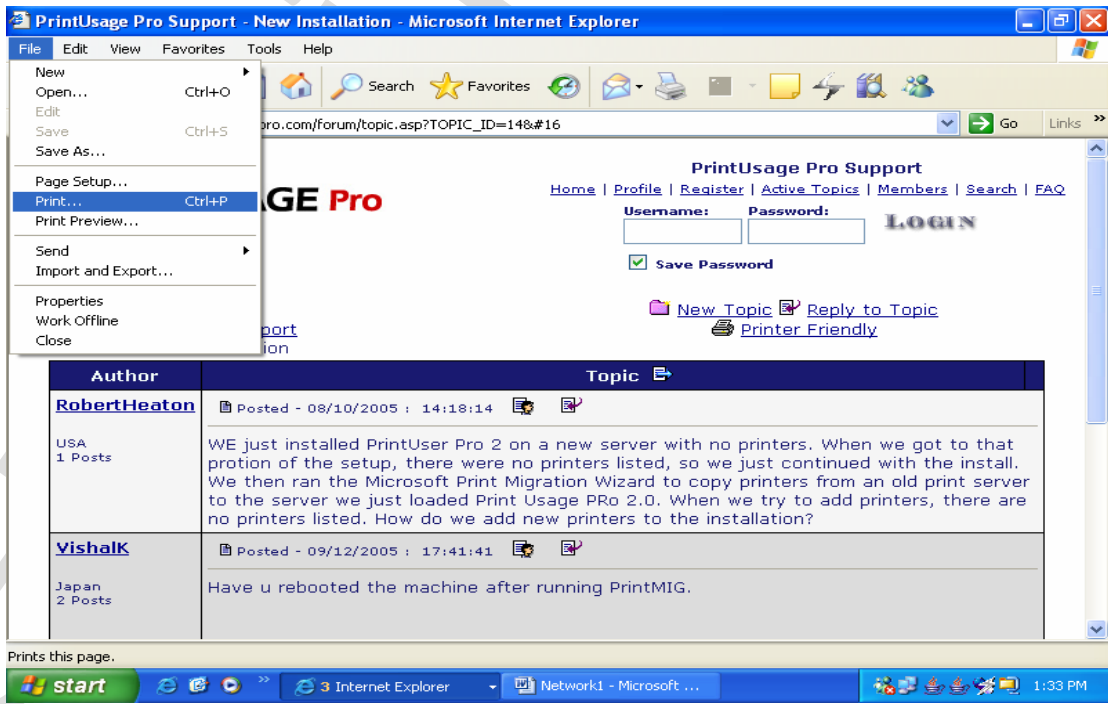 PrintUsage Pro Support - New Installation - Microsoft Internet Explorer
File Edit View Favorites Tools Help
New
Open... Ctrl+O
Edit
Save Ctrl+S
Save As...
Page Setup...
Print... Ctrl+P
Print Preview...
Send
Import and Export...
Properties
Work Offline
Close
Search Favorites
pro.com/forum/topic.asp?TOPIC_ID=14&#16 Go Links »
GE Pro
PrintUsage Pro Support
Home | Profile | Register | Active Topics | Members | Search | FAQ
Username: Password:
LOGIN
Save Password
New Topic Reply to Topic
Printer Friendly
port
ion
Author Topic
RobertHeaton
USA
1 Posts
Posted - 08/10/2005 : 14:18:14
WE just installed PrintUser Pro 2 on a new server with no printers. When we got to that
protion of the setup, there were no printers listed, so we just continued with the install.
We then ran the Microsoft Print Migration Wizard to copy printers from an old print server
to the server we just loaded Print Usage PRo 2.0. When we try to add printers, there are
no printers listed. How do we add new printers to the installation?
VishalK
Japan
2 Posts
Posted - 09/12/2005 : 17:41:41
Have u rebooted the machine after running PrintMIG.
Prints this page.
start » 3 Internet Explorer Network1 - Microsoft ... 1:33 PM